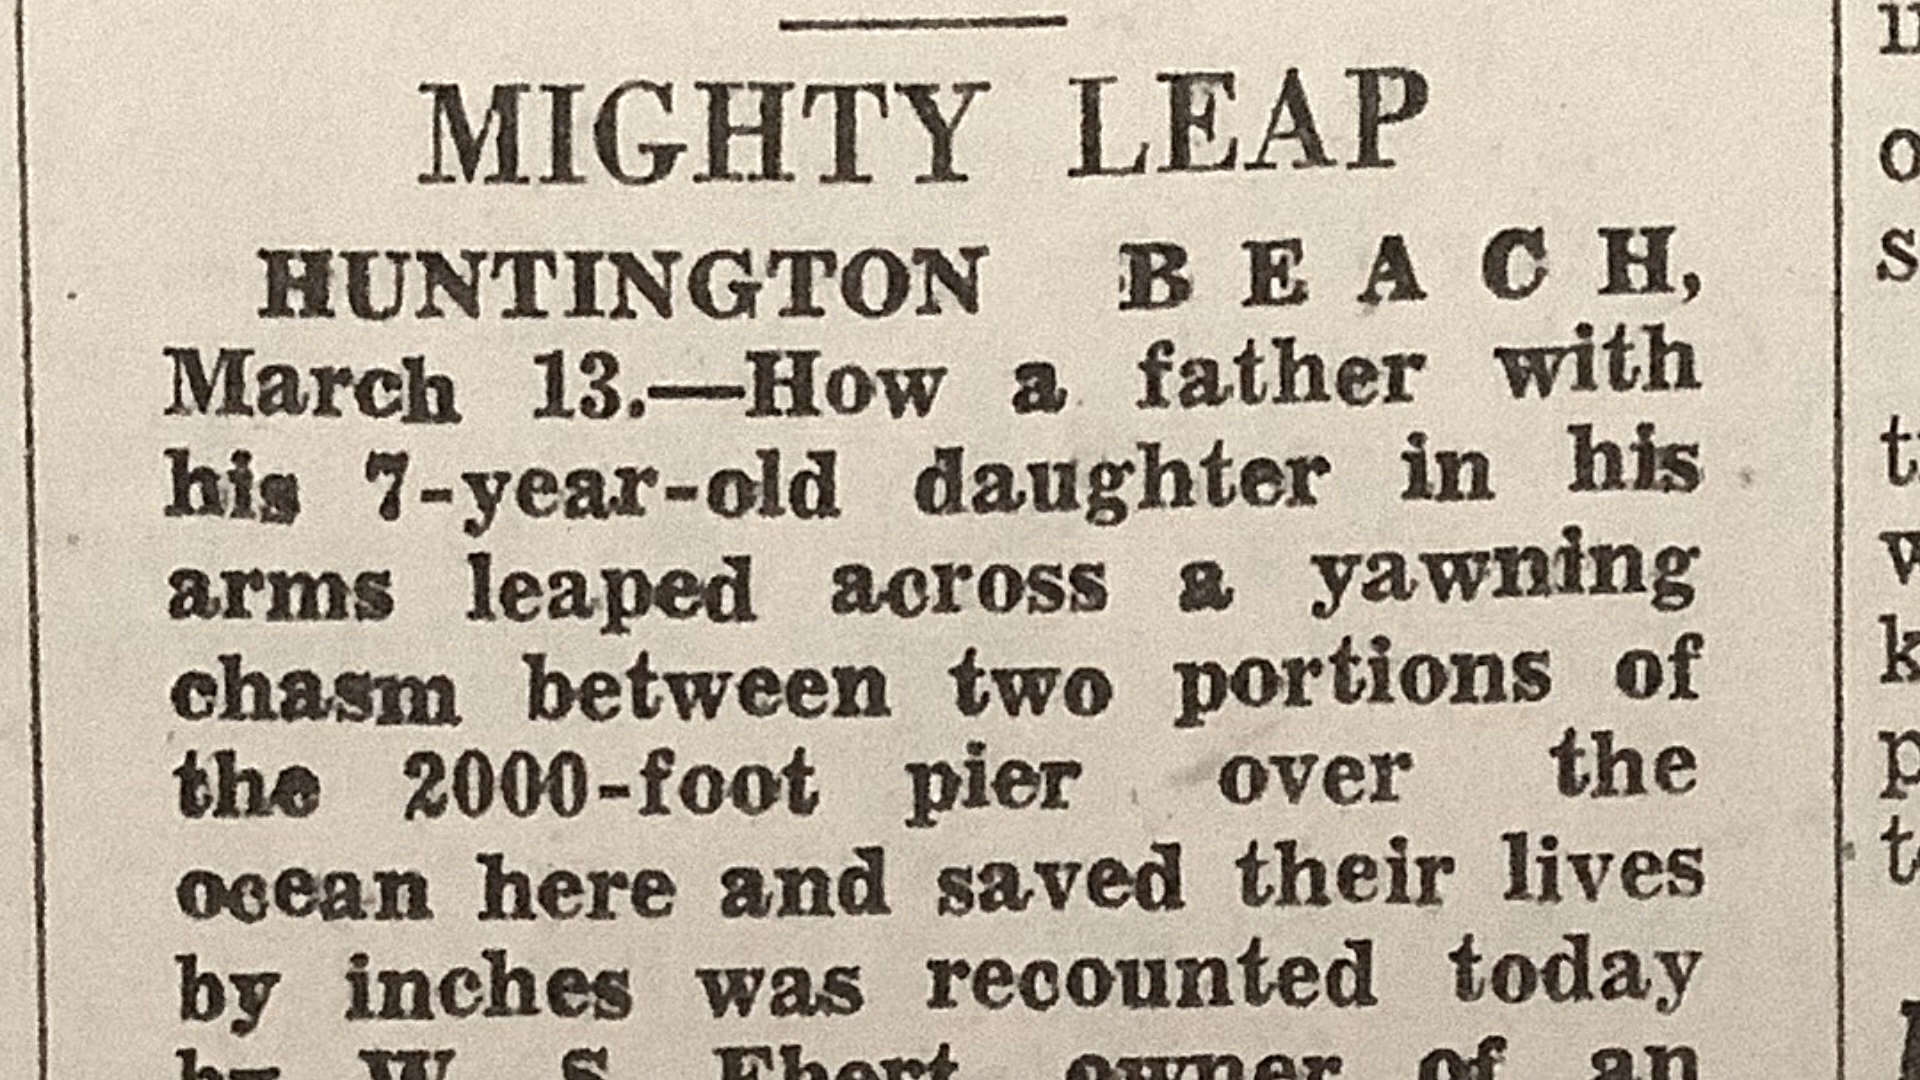 MIGHTY LEAP
HUNTINGTON BEACH,
March 13.—How a father with
his 7-year-old daughter in his
arms leaped across a yawning
chasm between two portions of
the 2000-foot pier over the
ocean here and saved their lives
by inches was recounted today
by W. S. Ebert, owner of an